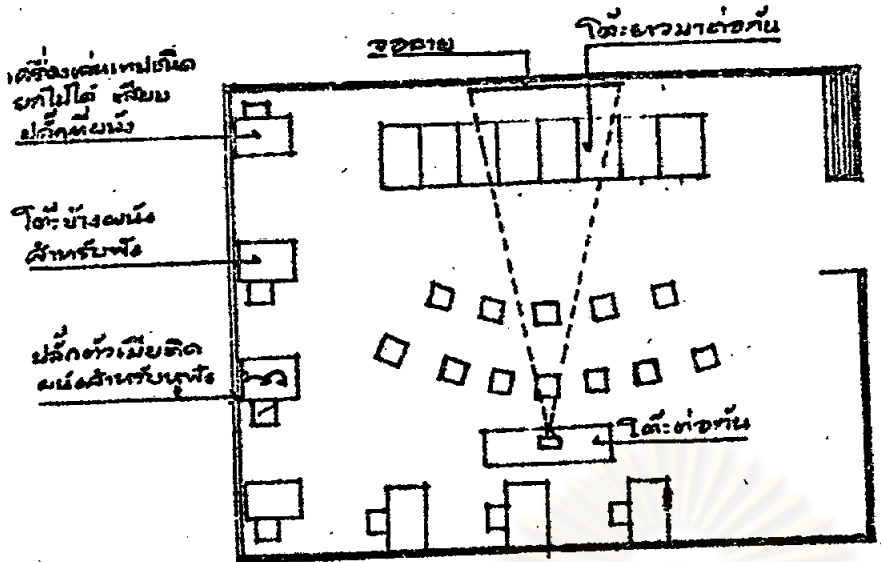 จอฉาย
โต๊ะยาวมาต่อกัน
เครื่องเล่นเทปชนิด
ยกไปได้ เสียบ
ปลั๊กที่ผนัง
โต๊ะข้างผนัง
สำหรับฟัง
ปลั๊กตัวเมียติด
ผนังสำหรับหูฟัง
โต๊ะต่อกัน